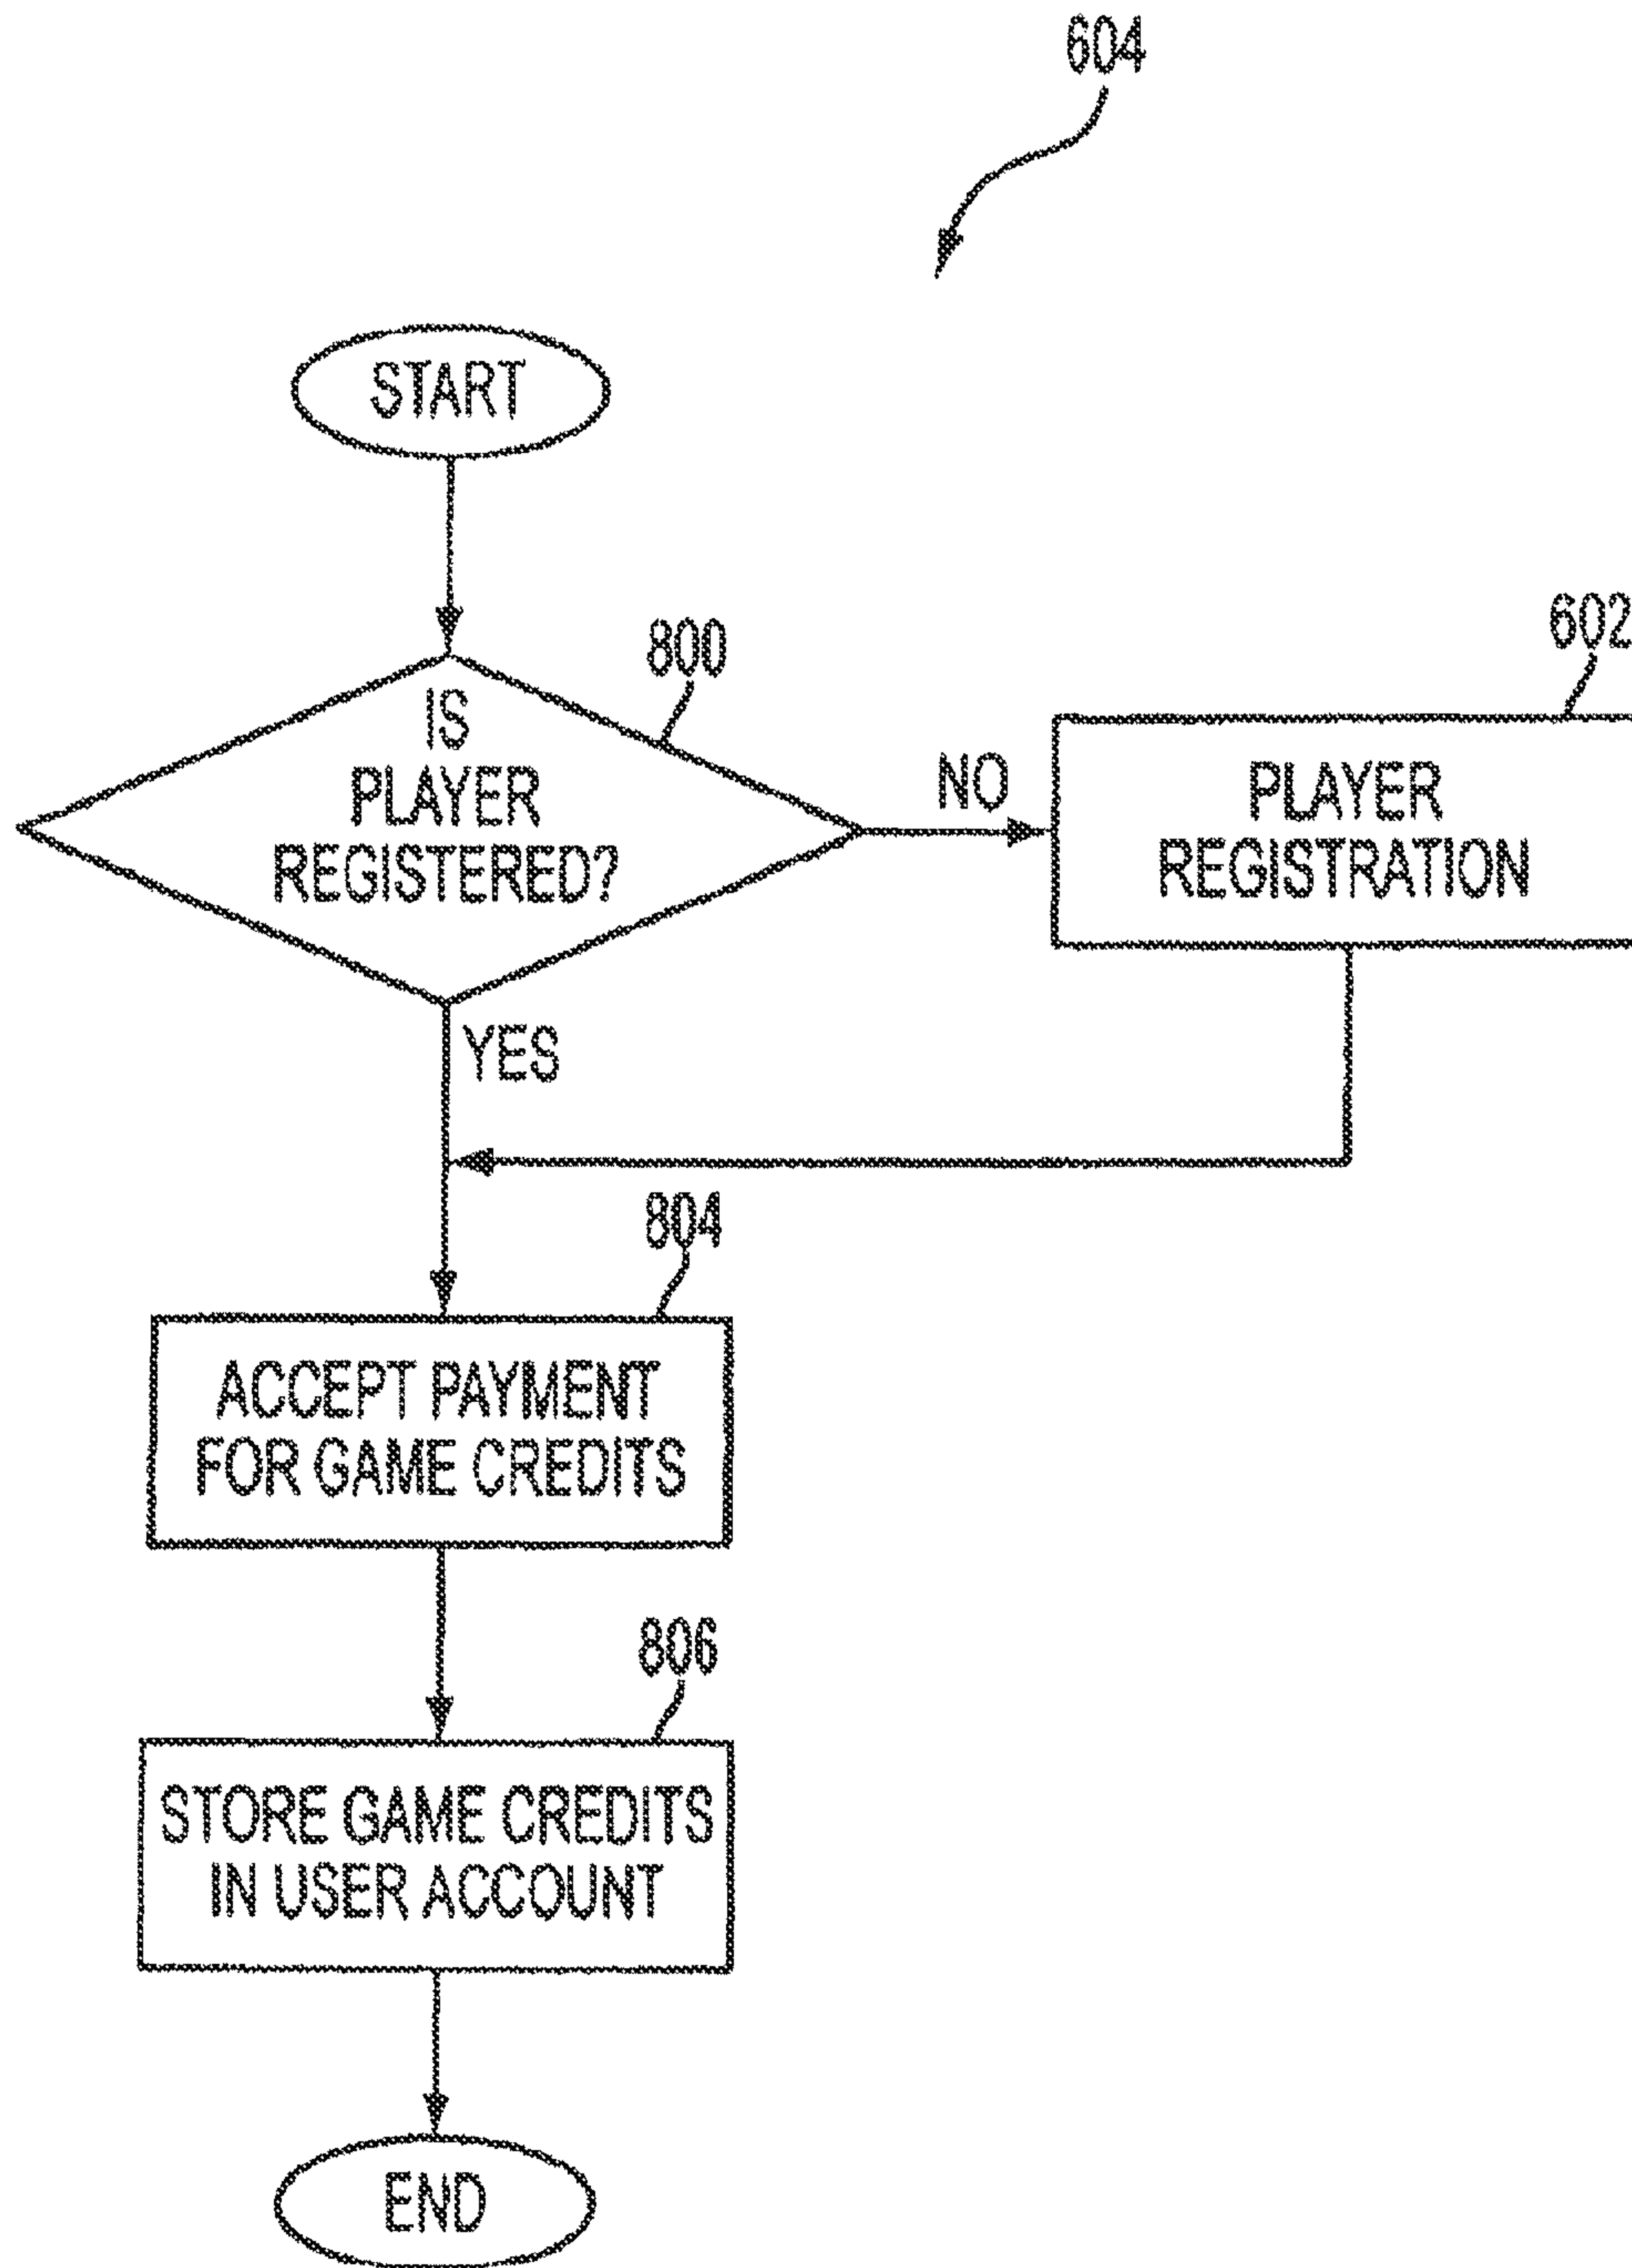 604
START
800
IS
PLAYER
REGISTERED?
NO
602
PLAYER
REGISTRATION
YES
804
ACCEPT PAYMENT
FOR GAME CREDITS
806
STORE GAME CREDITS
IN USER ACCOUNT
END